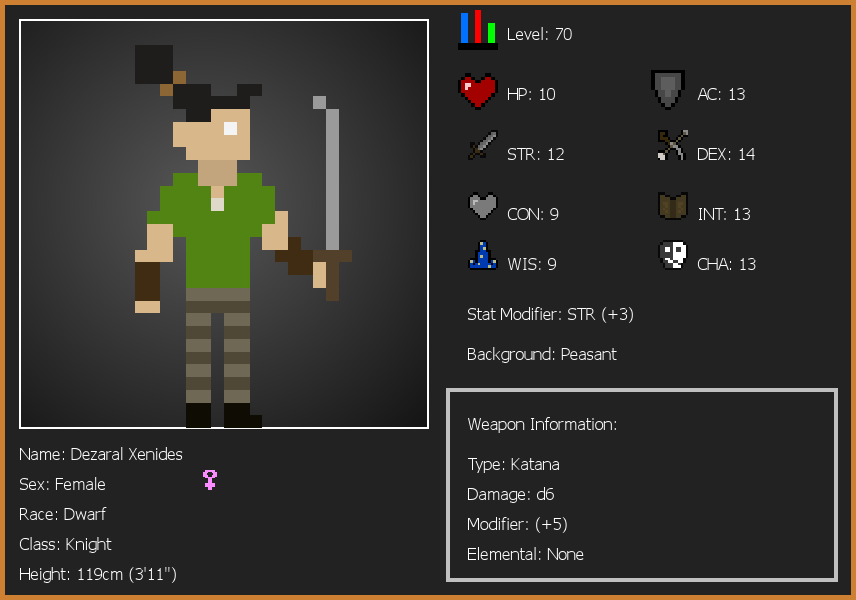 Level: 70
HP: 10
AC: 13
STR: 12
DEX: 14
CON: 9
INT: 13
WIS: 9
CHA: 13
Stat Modifier: STR (+3)
Background: Peasant
Weapon Information:
Type: Katana
Damage: d6
Modifier: (+5)
Elemental: None
Name: Dezaral Xenides
Sex: Female
Race: Dwarf
Class: Knight
Height: 119cm (3'11")